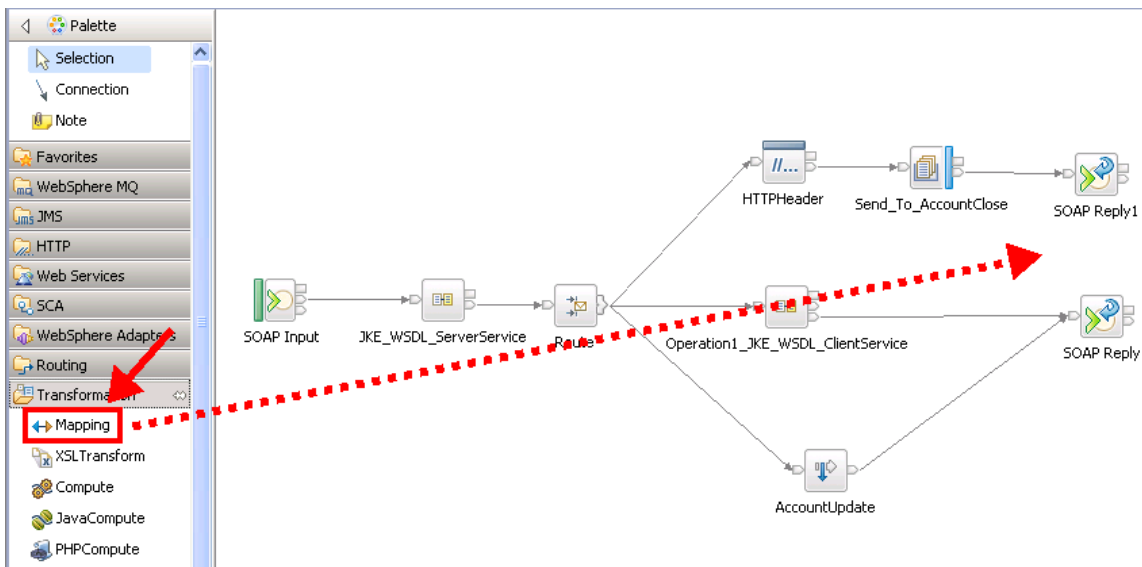 Palette
Selection
Connection
Note
Favorites
WebSphere MQ
JMS
HTTP
Web Services
SCA
WebSphere Adapters
Routing
Transformation
Mapping
XSLTransform
Compute
JavaCompute
PHPCompute
HTTPHeader
Send_To_AccountClose
SOAP Reply1
SOAP Input
JKE_WSDL_ServerService
Route
Operation1_JKE_WSDL_ClientService
SOAP Reply
AccountUpdate